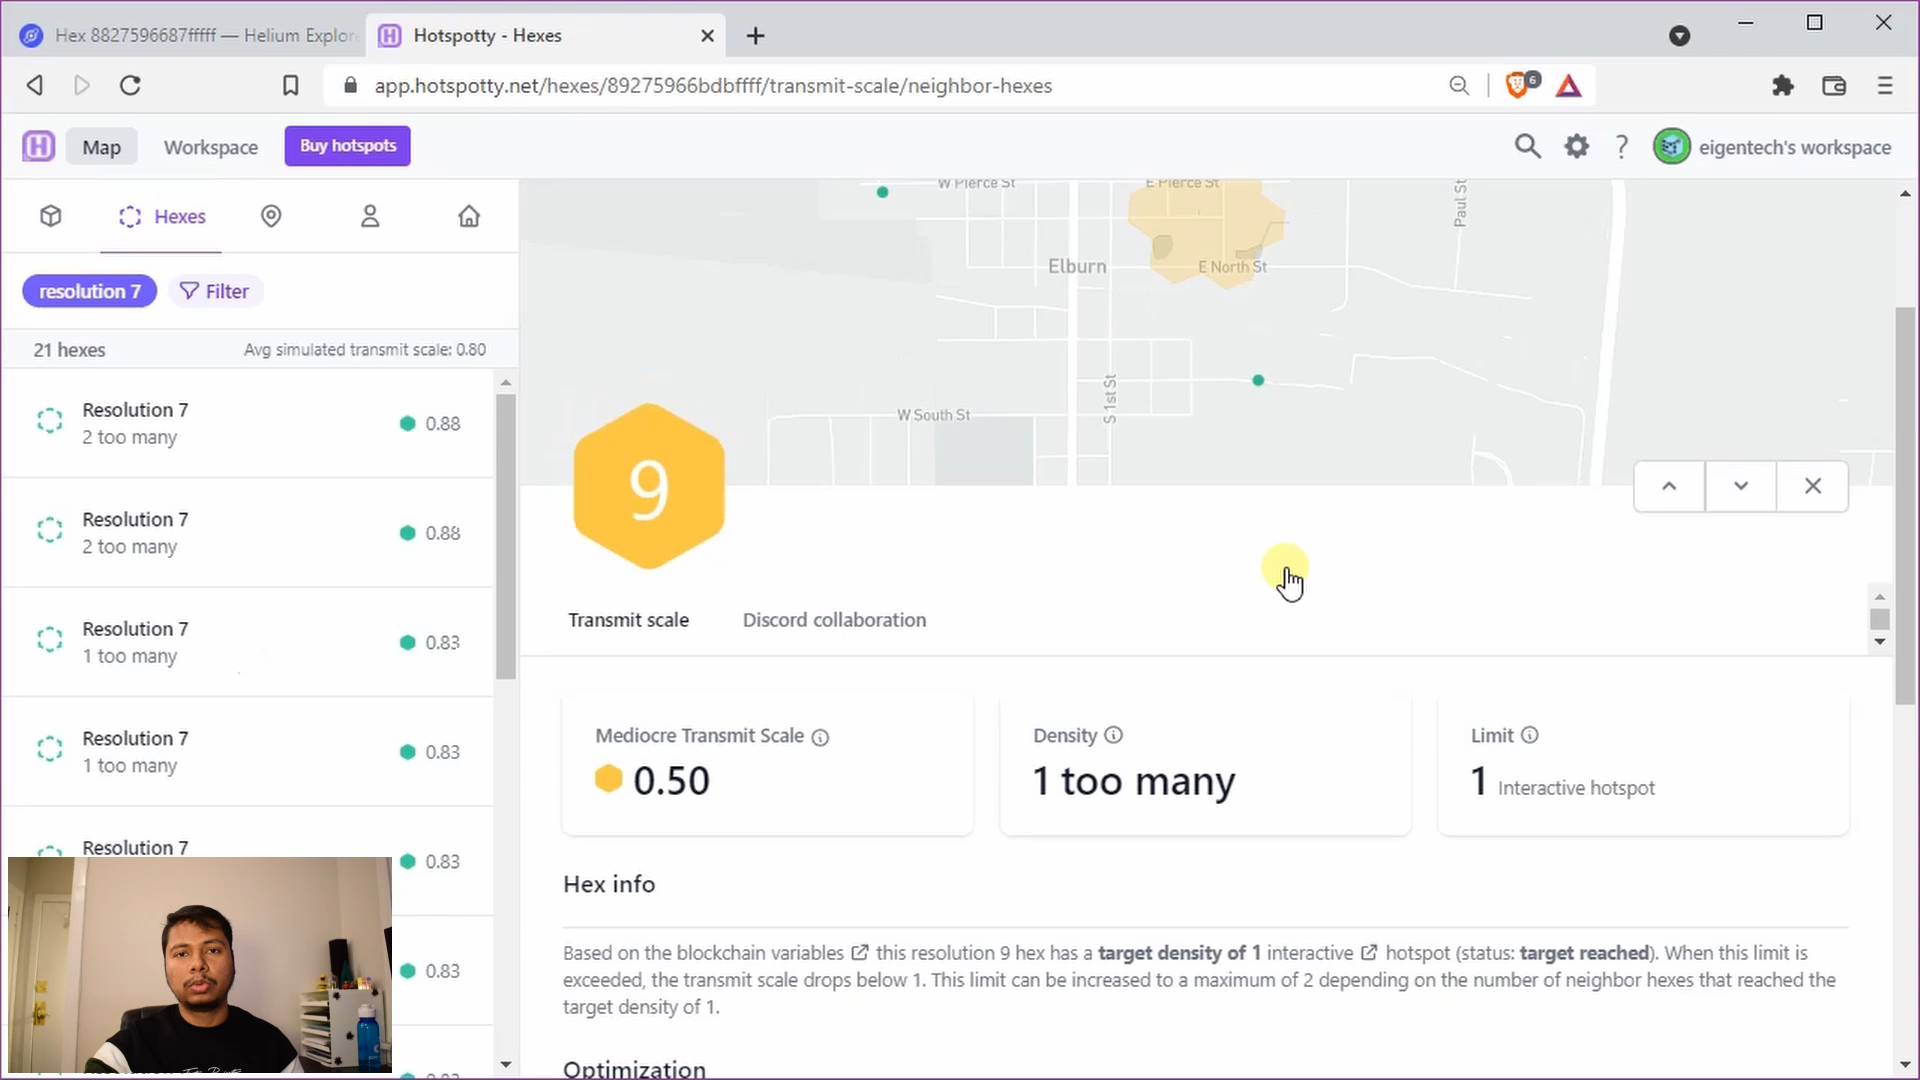 Hex 8827596687fffff — Helium Explor
Hotspotty - Hexes
app.hotspotty.net/hexes/89275966bdbffff/transmit-scale/neighbor-hexes
6
Map
Workspace
Buy hotspots
eigentech's workspace
Hexes
resolution 7
Filter
21 hexes
Avg simulated transmit scale: 0.80
Resolution 7
2 too many
0.88
Resolution 7
2 too many
0.88
Resolution 7
1 too many
0.83
Resolution 7
1 too many
0.83
Resolution 7
0.83
0.83
W Pierce St
E Pierce St
Paul St
Elburn
E North St
S 1st St
W South St
9
Transmit scale
Discord collaboration
Mediocre Transmit Scale
0.50
Density
1 too many
Limit
1 Interactive hotspot
Hex info
Based on the blockchain variables this resolution 9 hex has a target density of 1 interactive hotspot (status: target reached). When this limit is
exceeded, the transmit scale drops below 1. This limit can be increased to a maximum of 2 depending on the number of neighbor hexes that reached the
target density of 1.
Optimization